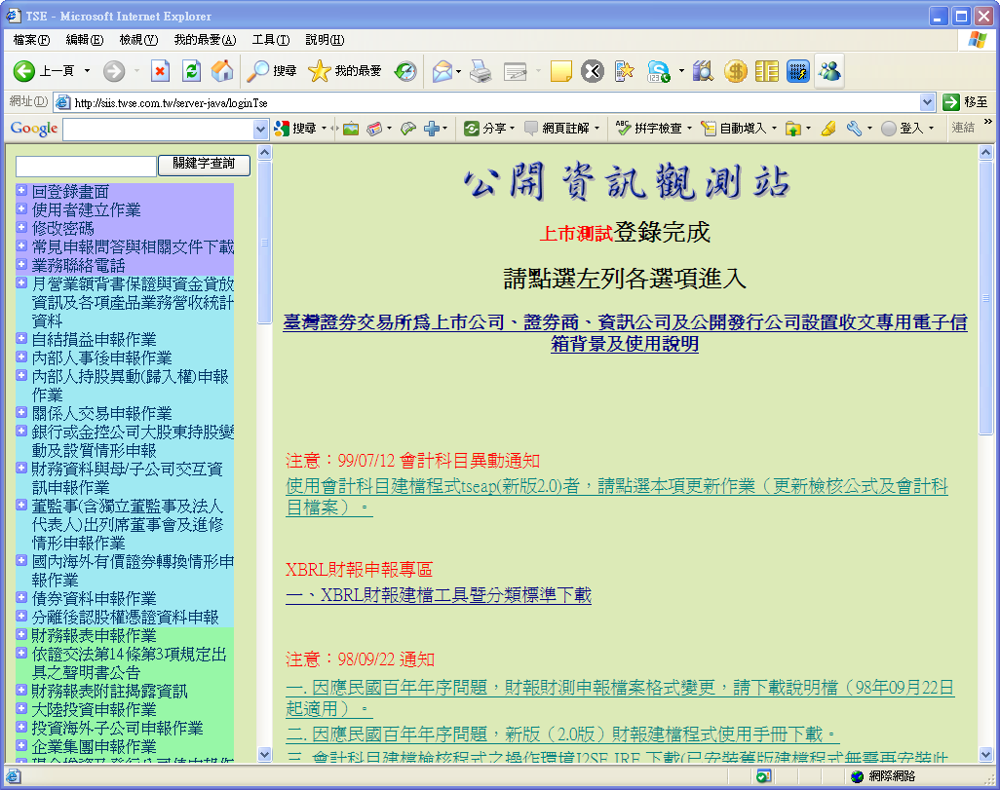 TSE - Microsoft Internet Explorer
檔案(F) 編輯(E) 檢視(V) 我的最愛(A) 工具(T) 說明(H)
上一頁 搜尋 我的最愛
網址(D) http://siis.twse.com.tw/server-java/loginTse 移至
Google 搜尋 分享 網頁註解 拼字檢查 自動填入 登入 連結
關鍵字查詢
回登錄畫面
使用者建立作業
修改密碼
常見申報問答與相關文件下載
業務聯絡電話
月營業額背書保證與資金貸放
資訊及各項產品業務營收統計
資料
自結損益申報作業
內部人事後申報作業
內部人持股異動(歸入權)申報
作業
關係人交易申報作業
銀行或金控公司大股東持股變
動及設質情形申報
財務資料與母/子公司交互資
訊申報作業
董監事(含獨立董監事及法人
代表人)出列席董事會及進修
情形申報作業
國內海外有價證券轉換情形申
報作業
債券資料申報作業
分離後認股權憑證資料申報
財務報表申報作業
依證交法第14條第3項規定出
具之聲明書公告
財務報表附註揭露資訊
大陸投資申報作業
投資海外子公司申報作業
企業集團申報作業
公開資訊觀測站
上市測試登錄完成
請點選左列各選項進入
臺灣證券交易所為上市公司、證券商、資訊公司及公開發行公司設置收文專用電子信
箱背景及使用說明
注意：99/07/12 會計科目異動通知
使用會計科目建檔程式tseap(新版2.0)者，請點選本項更新作業（更新檢核公式及會計科
目檔案）。
XBRL財報申報專區
一、XBRL財報建檔工具暨分類標準下載
注意：98/09/22 通知
一. 因應民國百年年序問題，財報財測申報檔案格式變更，請下載說明檔（98年09月22日
起適用）。
二. 因應民國百年年序問題，新版（2.0版）財報建檔程式使用手冊下載。
三. 會計科目建檔檢核程式之操作環境J2SE JRE 下載(已安裝舊版建檔程式無需再安裝此
網際網路